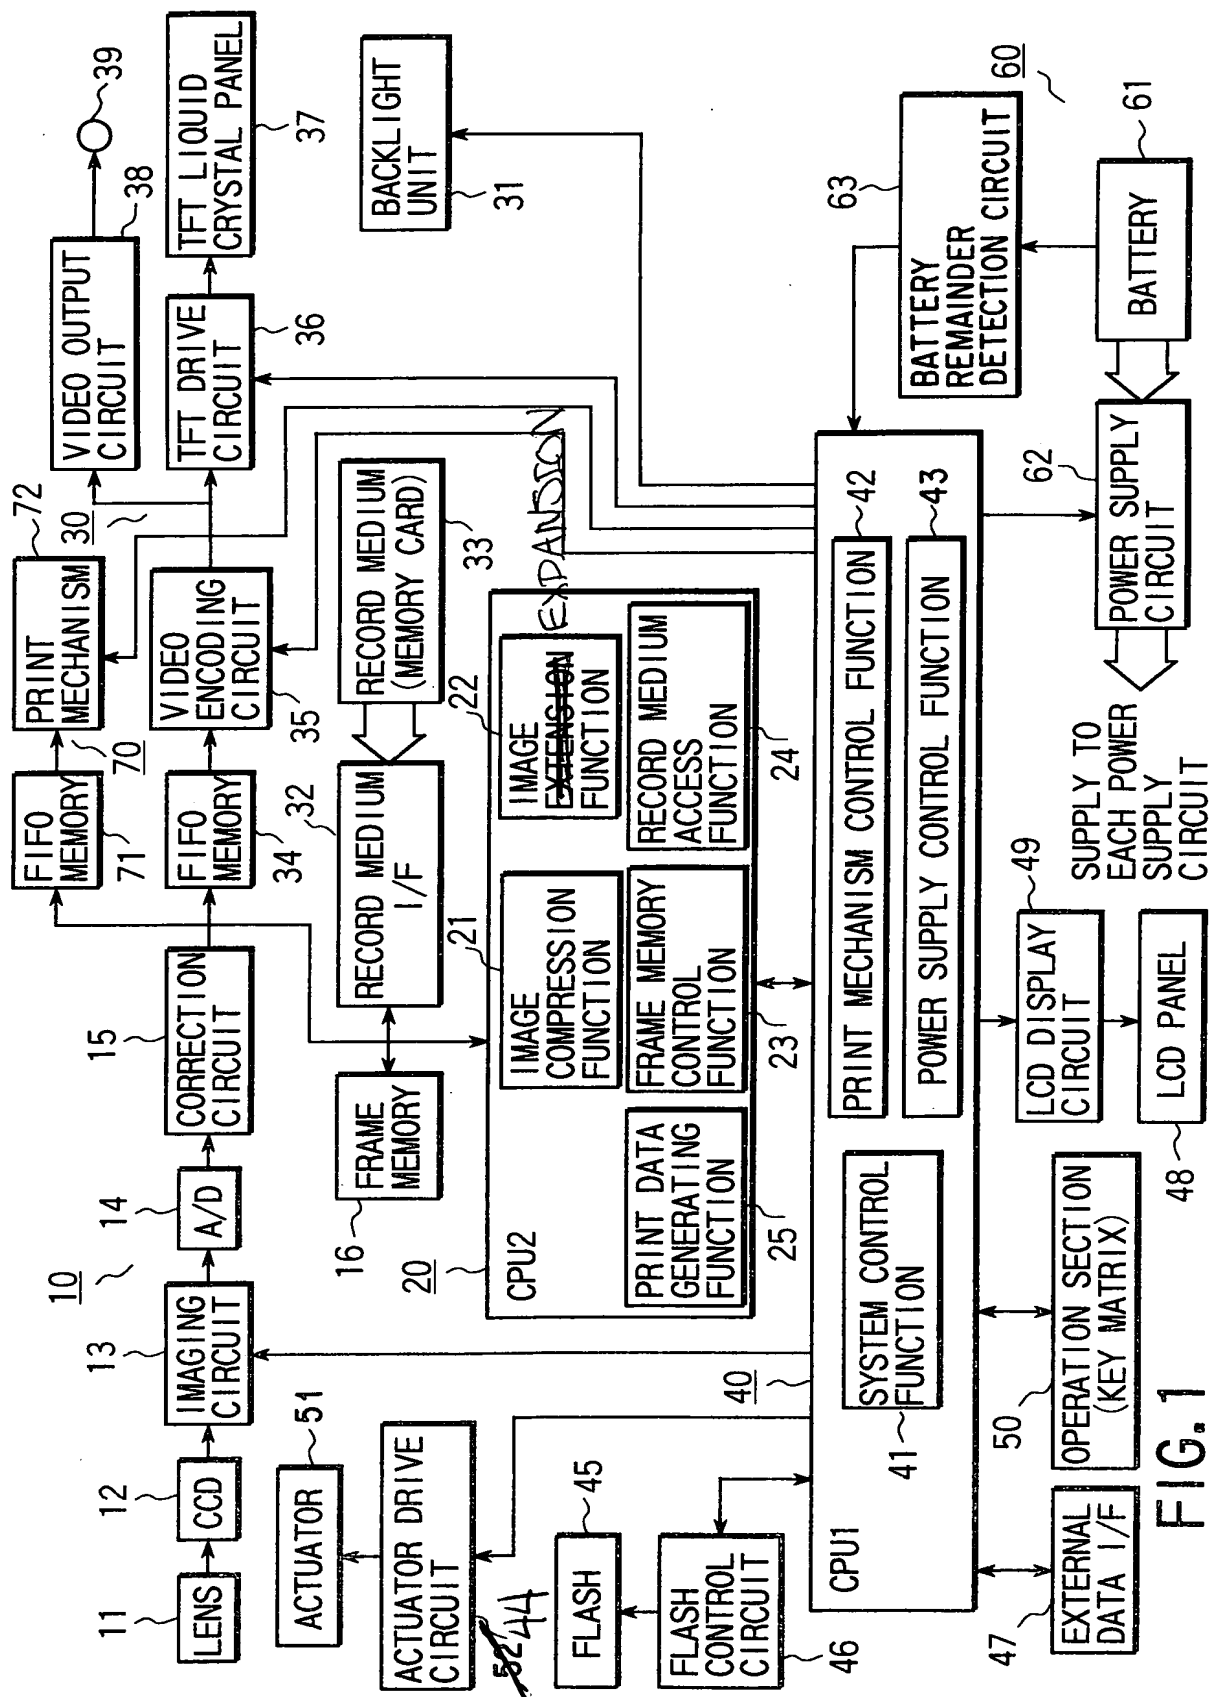 11
LENS
12
CCD
13
IMAGING
CIRCUIT
10
14
A/D
15
CORRECTION
CIRCUIT
FIFO
MEMORY
71
70
PRINT
MECHANISM
72
FIFO
MEMORY
34
VIDEO
ENCODING
CIRCUIT
35
30
VIDEO OUTPUT
CIRCUIT
38
39
TFT DRIVE
CIRCUIT
36
TFT LIQUID
CRYSTAL PANEL
37
ACTUATOR
51
ACTUATOR DRIVE
CIRCUIT
52
44
16
FRAME
MEMORY
32
RECORD MEDIUM
I/F
RECORD MEDIUM
(MEMORY CARD)
33
BACKLIGHT
UNIT
31
FLASH
45
FLASH
CONTROL
CIRCUIT
46
20
CPU2
21
IMAGE
COMPRESSION
FUNCTION
22
IMAGE
EXTENSION
EXPANSION
FUNCTION
PRINT DATA
GENERATING
FUNCTION
25
FRAME MEMORY
CONTROL
FUNCTION
23
RECORD MEDIUM
ACCESS
FUNCTION
24
40
CPU1
SYSTEM CONTROL
FUNCTION
41
PRINT MECHANISM CONTROL FUNCTION
42
POWER SUPPLY CONTROL FUNCTION
43
63
BATTERY
REMAINDER
DETECTION CIRCUIT
60
47
EXTERNAL
DATA I/F
50
OPERATION SECTION
(KEY MATRIX)
LCD DISPLAY
CIRCUIT
49
48
LCD PANEL
SUPPLY TO
EACH POWER
SUPPLY
CIRCUIT
62
POWER SUPPLY
CIRCUIT
BATTERY
61
FIG.1